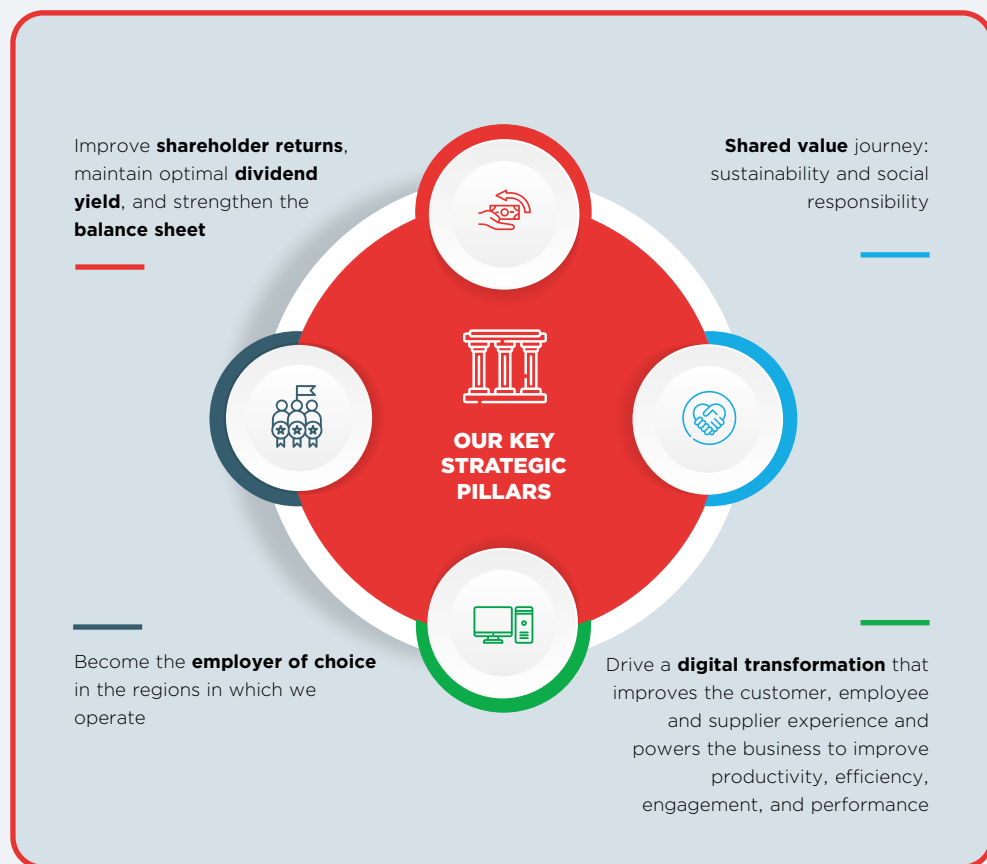 Improve shareholder returns,
maintain optimal dividend
yield, and strengthen the
balance sheet
Shared value journey:
sustainability and social
responsibility
OUR KEY
STRATEGIC
PILLARS
Become the employer of choice
in the regions in which we
operate
Drive a digital transformation that
improves the customer, employee
and supplier experience and
powers the business to improve
productivity, efficiency,
engagement, and performance